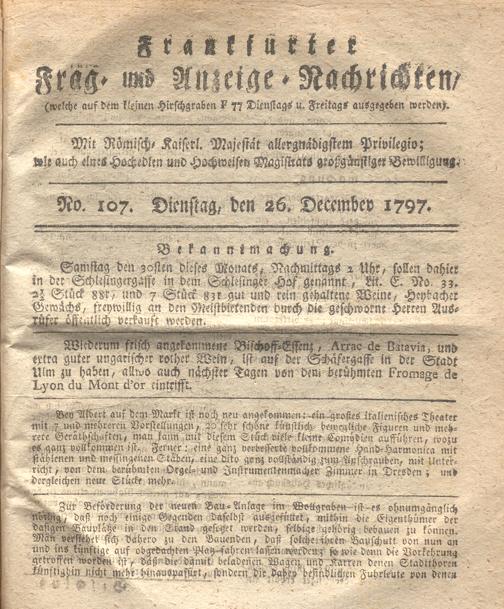 Frankfurter
Frag- und Anzeige-Nachrichten,
(welche auf dem kleinen Hirschgraben F 77 Dienstags u. Freitags ausgegeben werden).
Mit Römisch-Kaiserl. Majestät allergnädigstem Privilegio;
wie auch eines Hochedlen und Hochweisen Magistrats großgünstiger Bewilligung.
No. 107. Dienstag, den 26. December 1797.
Bekanntmachung.
Samstag den 30sten dieses Monats, Nachmittags 2 Uhr, sollen dahier
in der Schlesingergasse in dem Schlesinger Hof genannt, Lit. E. No. 33.
2½ Stück 88r, und 7 Stück 83r gut und rein gehaltene Weine, Heybacher
Gewächs, freywillig an den Meistbietenden durch die geschworne Herren Aus-
rüfer öffentlich verkauft werden.
Wiederum frisch angekommene Bischoff-Essenz, Arrac de Batavia, und
extra guter ungarischer rother Wein, ist auf der Schäfergasse in der Stadt
Ulm zu haben, allwo auch nächster Tagen von dem berühmten Fromage de
Lyon du Mont d'or eintrifft.
Bey Albert auf dem Markt ist noch neu angekommen: ein großes italienisches Theater
mit 7 und mehreren Vorstellungen, 20 sehr schöne künstlich bewegliche Figuren und meh-
rere Geräthschaften, man kann mit diesem Stück viele kleine Comödien aufführen, wozu
es ganz vollkommen ist. Ferner: eine ganz verbesserte vollkommene Hand-Harmonica mit
stählernen und messingenen Stäben, eine dito ganz vollständig zum Anschrauben, mit Unter-
richt, von dem berühmten Orgel- und Instrumentenmacher Zimmer in Dresden; und
dergleichen neue Stücke mehr.
Zur Beförderung der neuen Bau-Anlage im Wollgraben ist es ohnumgänglich
nöthig, daß noch einige Gegenden daselbst ausgefüllet, mithin die Eigenthümer der
dasigen Bauplätze in den Stand gesetzt werden, selbige gehörig bebauen zu können.
Man versiehet sich dahero zu den Bauenden, daß solche ihren Bauschutt von nun an
und ins künftige auf obgedachten Platz fahren lassen werden; so wie denn die Vorkehrung
getroffen worden ist, daß die damit beladenen Wagen und Karren denen Stadtthoren
künftighin nicht mehr hinauspassirt, sondern die dabey befindlichen Fuhrleute von denen